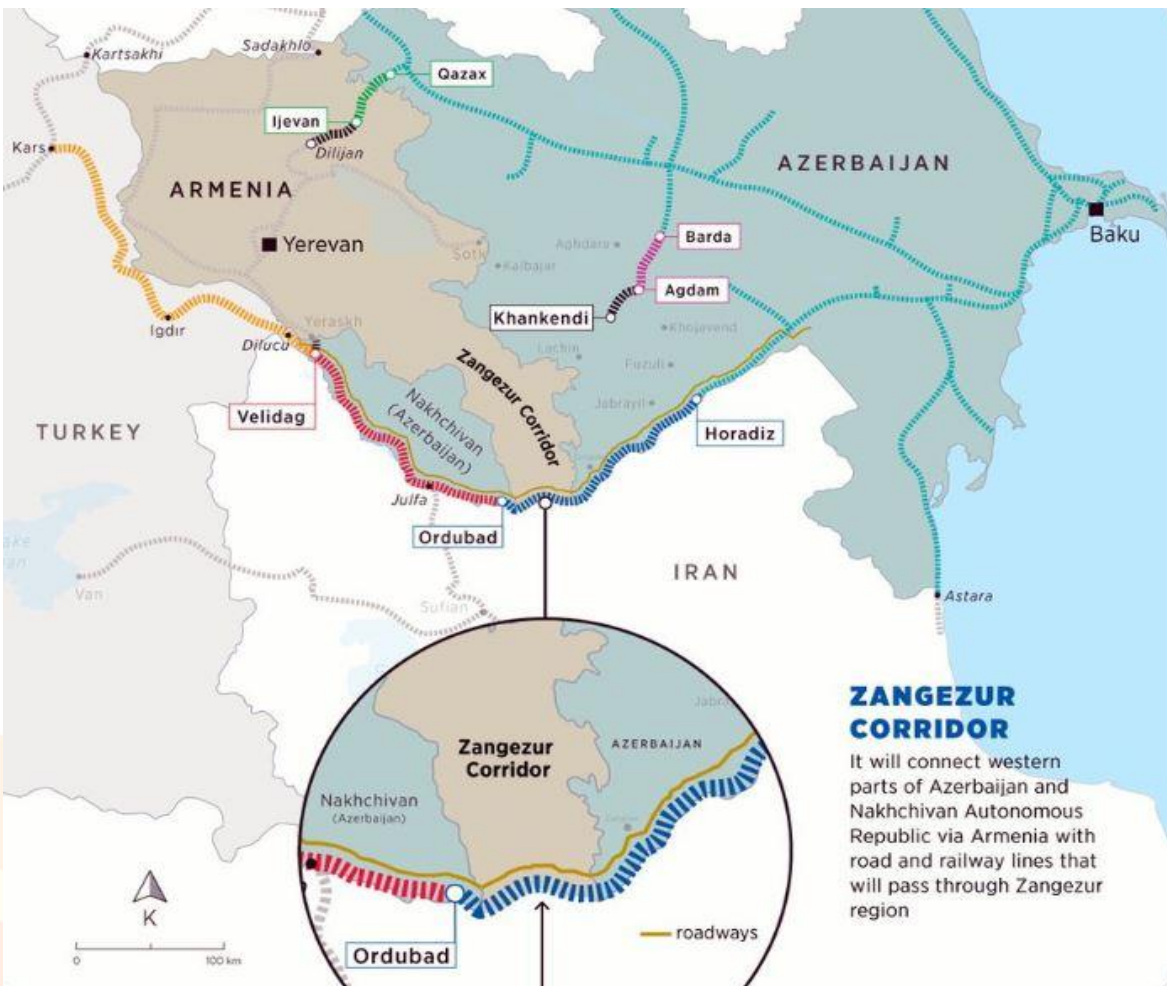 Kartsakhi
Sadakhlo
Qazax
Ijevan
Dilijan
Kars
ARMENIA
AZERBAIJAN
Yerevan
Baku
Sotk
Aghdara
Kalbajar
Barda
Agdam
Khankendi
Khojavend
Igdir
Yeraskh
Dilucu
Lachin
Fuzuli
Zangezur Corridor
Velidag
Nakhchivan
(Azerbaijan)
Jabrayil
Horadiz
TURKEY
Julfa
Ordubad
IRAN
Van
Sufian
Astara
Zangezur
Corridor
AZERBAIJAN
Nakhchivan
(Azerbaijan)
Ordubad
roadways
K
0
100 km
ZANGEZUR
CORRIDOR
It will connect western
parts of Azerbaijan and
Nakhchivan Autonomous
Republic via Armenia with
road and railway lines that
will pass through Zangezur
region